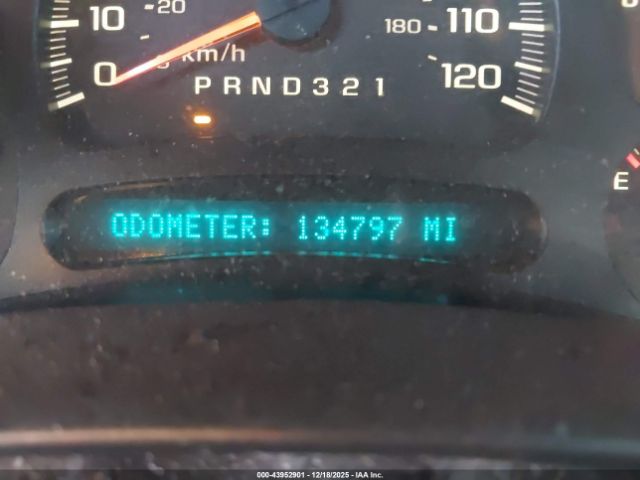 10 20
180 110
km/h
0 120
PRND321
E
ODOMETER: 134797 MI
000-43952901 - 12/18/2025 - IAA Inc.